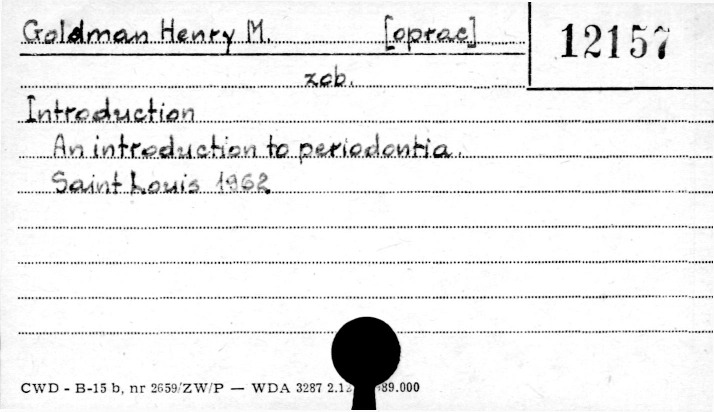 Goldman Henry M. [oprac] 12157
zob.
Introduction
An introduction to periodontia.
Saint Louis 1962
CWD - B-15 b, nr 2659/ZW/P — WDA 3287 2.12 89.000